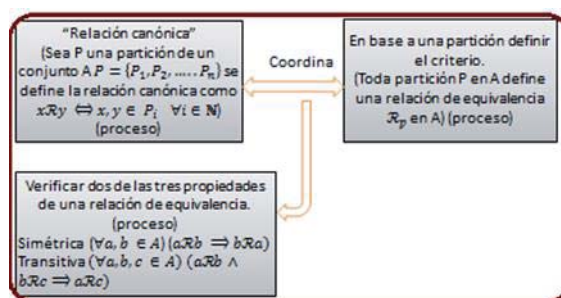 “Relación canónica”
(Sea P una partición de un
conjunto A P = {P₁, P₂, ..... Pₙ} se
define la relación canónica como
xℛy ⇔ x, y ∈ Pᵢ ∀i ∈ ℕ)
(proceso)
Coordina
En base a una partición definir
el criterio.
(Toda partición P en A define
una relación de equivalencia
ℛₚ en A) (proceso)
Verificar dos de las tres propiedades
de una relación de equivalencia.
(proceso)
Simétrica (∀a, b ∈ A) (aℛb ⟹ bℛa)
Transitiva (∀a, b, c ∈ A) (aℛb ∧
bℛc ⟹ aℛc)